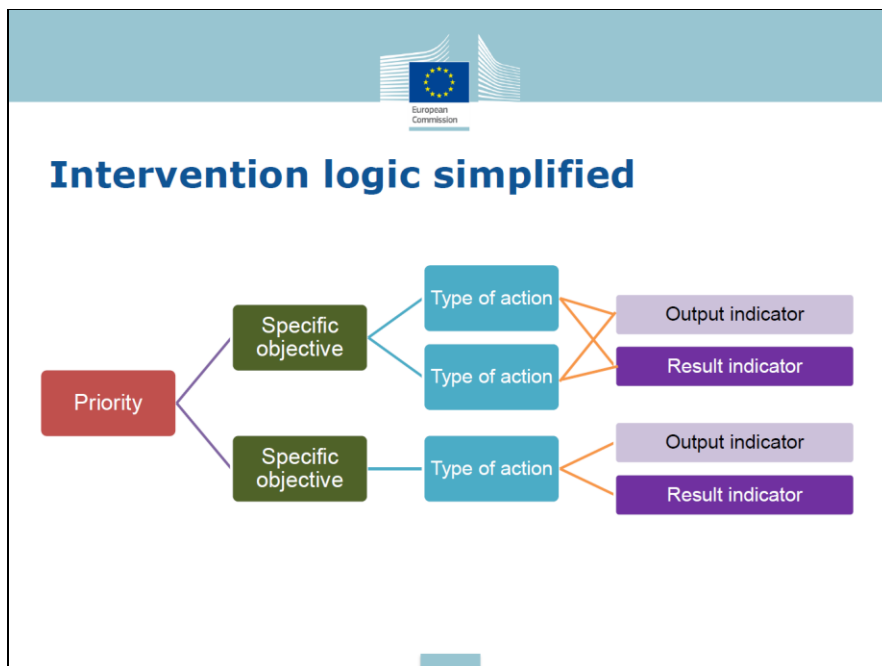 European
Commission
Intervention logic simplified
Priority
Specific
objective
Type of action
Type of action
Output indicator
Result indicator
Specific
objective
Type of action
Output indicator
Result indicator